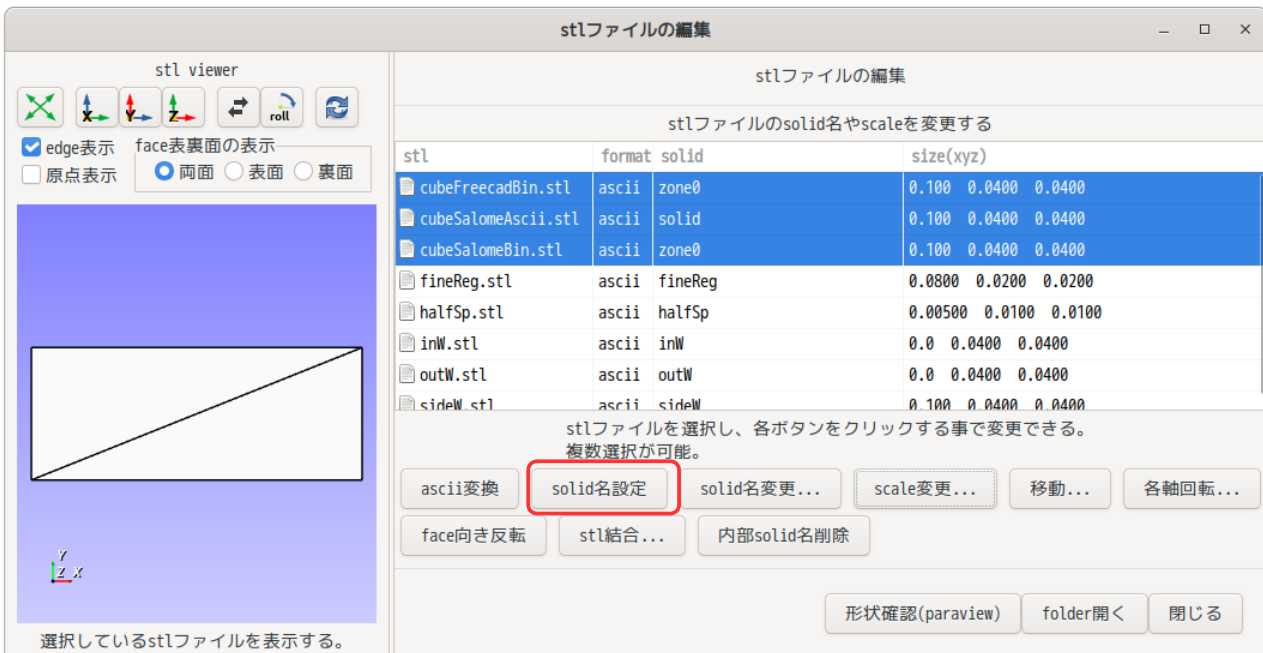 stlファイルの編集
stl viewer
X Y Z roll
edge表示
原点表示
face表裏面の表示
両面 表面 裏面
Y
Z X
選択しているstlファイルを表示する。
stlファイルの編集
stlファイルのsolid名やscaleを変更する
stl format solid size(xyz)
cubeFreecadBin.stl ascii zone0 0.100 0.0400 0.0400
cubeSalomeAscii.stl ascii solid 0.100 0.0400 0.0400
cubeSalomeBin.stl ascii zone0 0.100 0.0400 0.0400
fineReg.stl ascii fineReg 0.0800 0.0200 0.0200
halfSp.stl ascii halfSp 0.00500 0.0100 0.0100
inW.stl ascii inW 0.0 0.0400 0.0400
outW.stl ascii outW 0.0 0.0400 0.0400
sideW.stl ascii sideW 0.100 0.0400 0.0400
stlファイルを選択し、各ボタンをクリックする事で変更できる。
複数選択が可能。
ascii変換 solid名設定 solid名変更... scale変更... 移動... 各軸回転...
face向き反転 stl結合... 内部solid名削除
形状確認(paraview) folder開く 閉じる